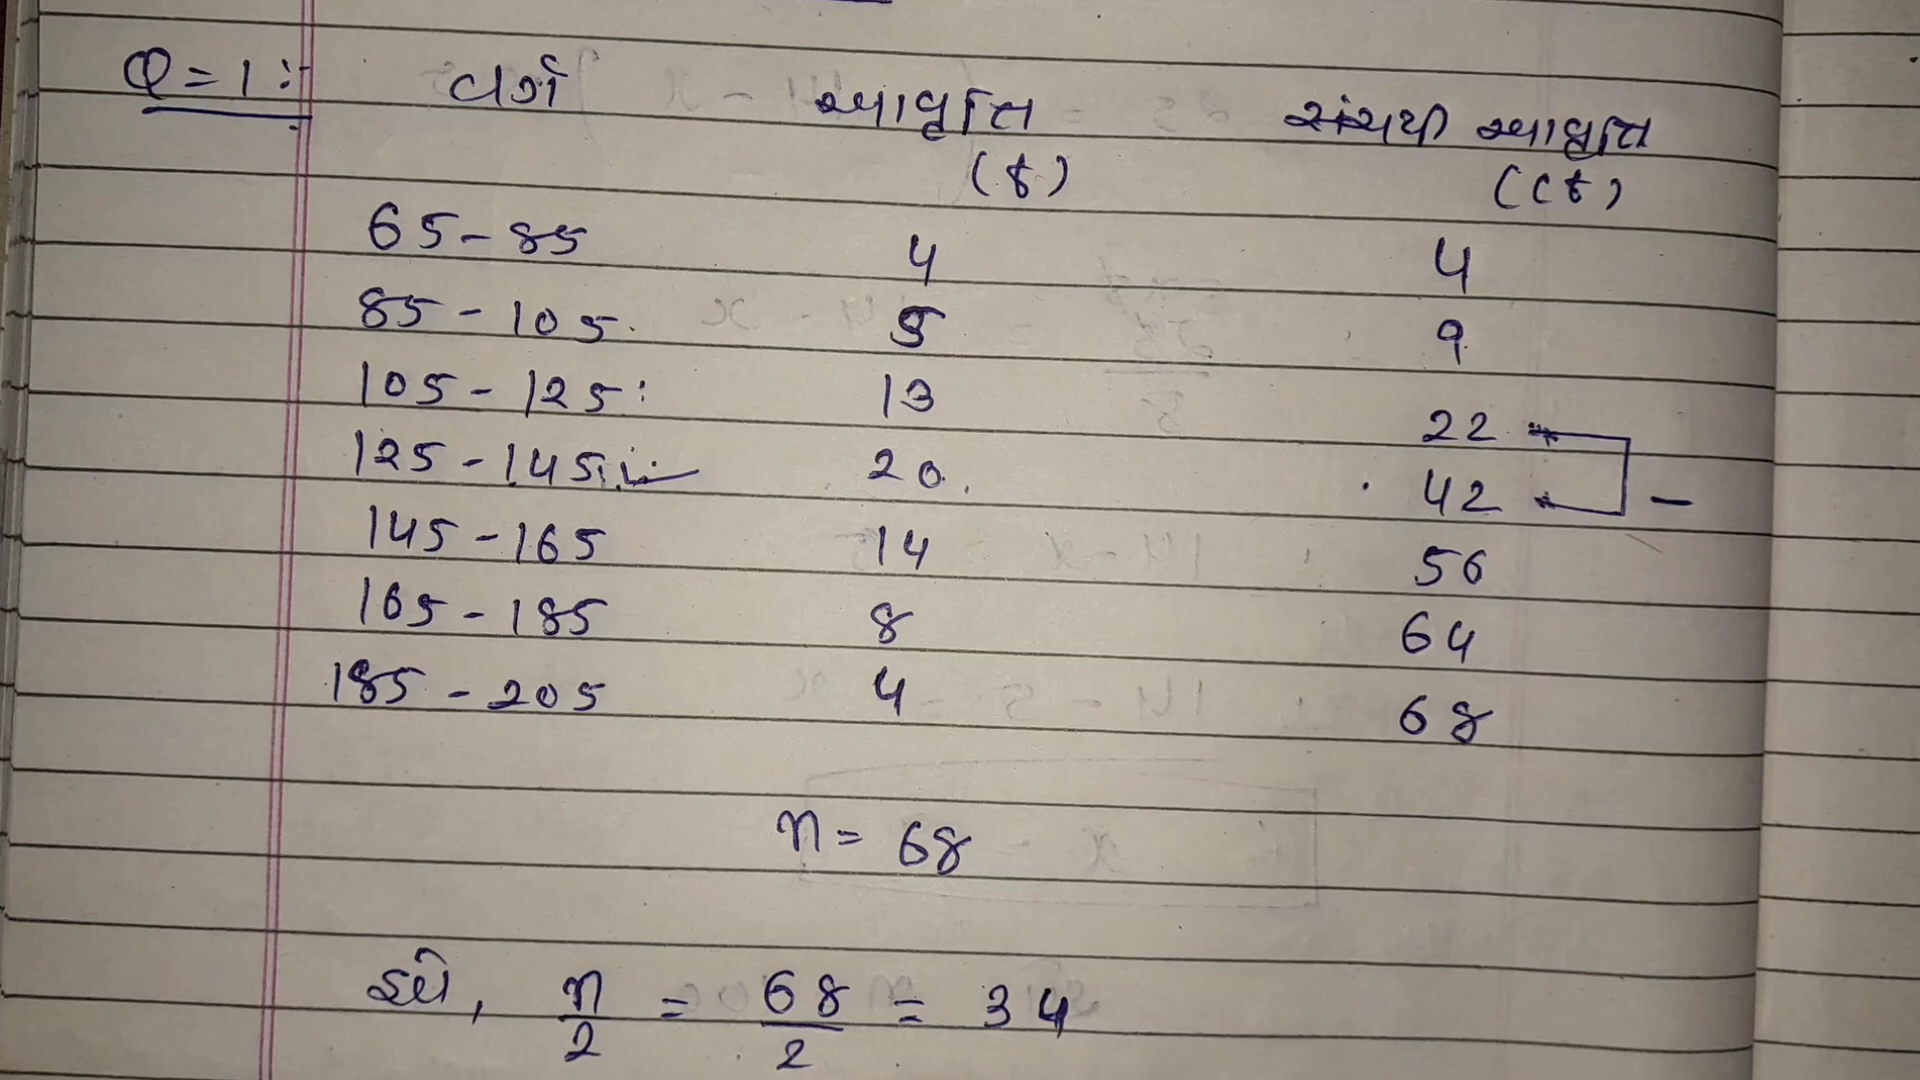 Q=1:- વર્ગ આવૃત્તિ સંચયી આવૃત્તિ
(f) (cf)
65-85 4 4
85-105 5 9
105-125 13 22
125-145 20 42
145-165 14 56
165-185 8 64
185-205 4 68
n = 68
હવે, n/2 = 68/2 = 34